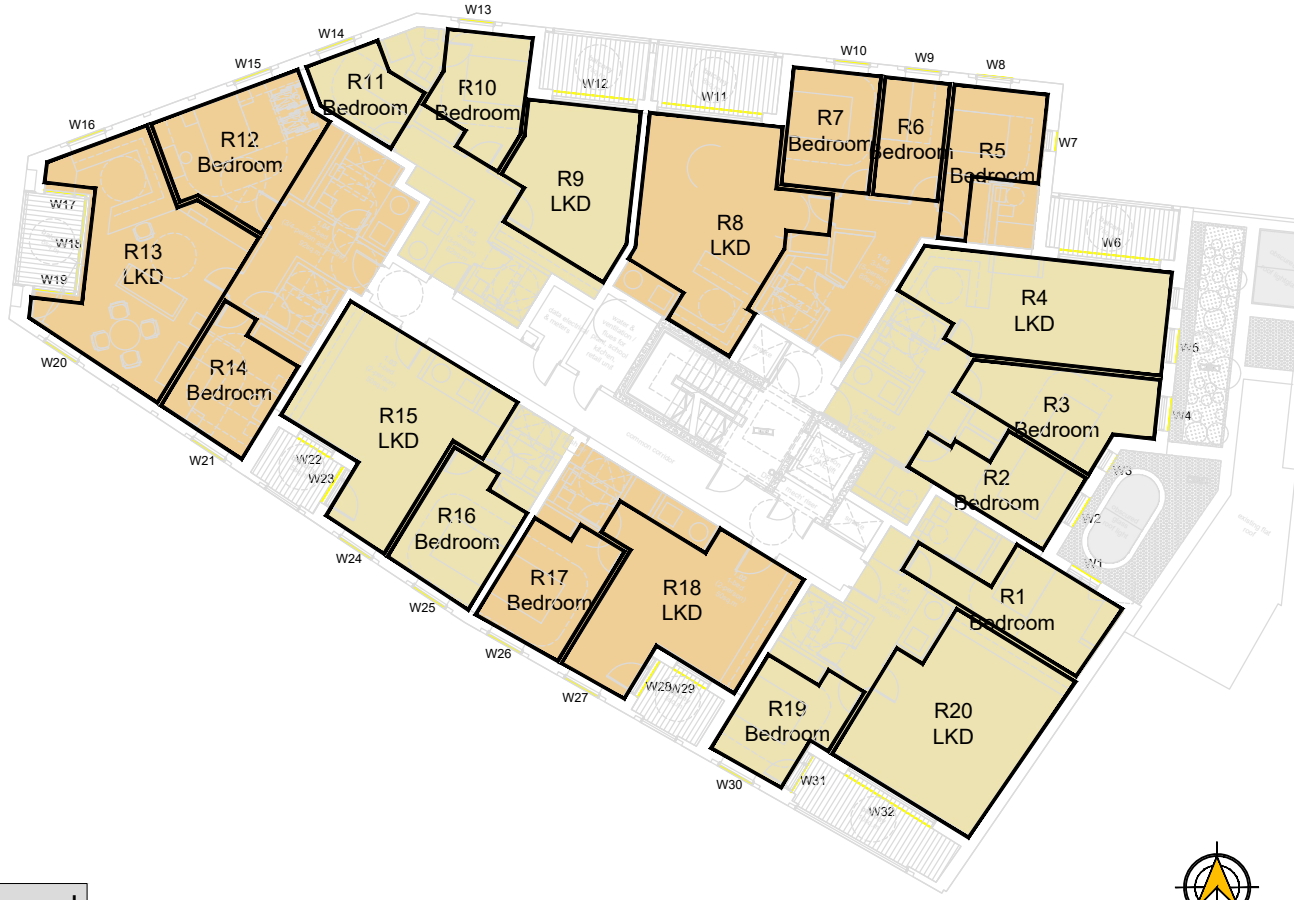 W13
W14
W15
W16
W17
W18
W19
W20
W21
W22
W23
W24
W25
W26
W27
W28
W29
W30
W31
W32
W12
W11
W10
W9
W8
W7
W6
W5
W4
W3
W2
W1
R11
Bedroom
R10
Bedroom
R12
Bedroom
R9
LKD
R7
Bedroom
R6
Bedroom
R5
Bedroom
R8
LKD
R13
LKD
R4
LKD
R14
Bedroom
R15
LKD
R3
Bedroom
R2
Bedroom
R16
Bedroom
R17
Bedroom
R18
LKD
R1
Bedroom
R19
Bedroom
R20
LKD
common corridor